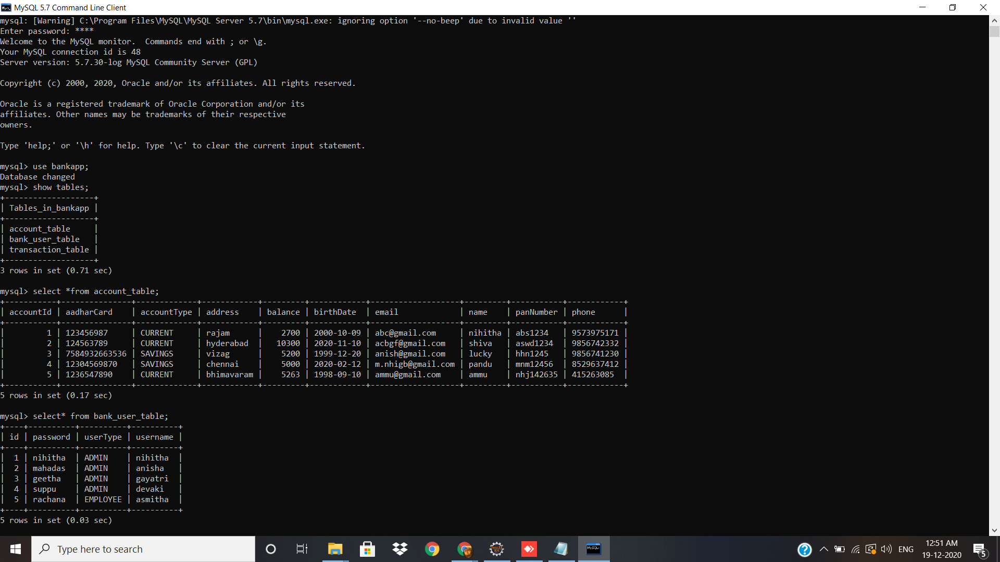 MySQL 5.7 Command Line Client
mysql: [Warning] C:\Program Files\MySQL\MySQL Server 5.7\bin\mysql.exe: ignoring option '--no-beep' due to invalid value ''
Enter password: ****
Welcome to the MySQL monitor.  Commands end with ; or \g.
Your MySQL connection id is 48
Server version: 5.7.30-log MySQL Community Server (GPL)
Copyright (c) 2000, 2020, Oracle and/or its affiliates. All rights reserved.
Oracle is a registered trademark of Oracle Corporation and/or its
affiliates. Other names may be trademarks of their respective
owners.
Type 'help;' or '\h' for help. Type '\c' to clear the current input statement.
mysql> use bankapp;
Database changed
mysql> show tables;
+-------------------+
| Tables_in_bankapp |
+-------------------+
| account_table     |
| bank_user_table   |
| transaction_table |
+-------------------+
3 rows in set (0.71 sec)
mysql> select *from account_table;
+-----------+---------------+-------------+------------+---------+------------+-------------------+---------+-----------+------------+
| accountId | aadharCard    | accountType | address    | balance | birthDate  | email             | name    | panNumber | phone      |
+-----------+---------------+-------------+------------+---------+------------+-------------------+---------+-----------+------------+
|         1 | 123456987     | CURRENT     | rajam      |    2700 | 2000-10-09 | abc@gmail.com     | nihitha | abs1234   | 9573975171 |
|         2 | 124563789     | CURRENT     | hyderabad  |   10300 | 2020-11-10 | acbgf@gmail.com   | shiva   | aswd1234  | 9856742332 |
|         3 | 7584932663536 | SAVINGS     | vizag      |    5200 | 1999-12-20 | anish@gmail.com   | lucky   | hhn1245   | 9856741230 |
|         4 | 12304569870   | SAVINGS     | chennai    |    5000 | 2020-02-12 | m.nhigb@gmail.com | pandu   | mnm12456  | 8529637412 |
|         5 | 1236547890    | CURRENT     | bhimavaram |    5263 | 1998-09-10 | ammu@gmail.com    | ammu    | nhj142635 | 415263085  |
+-----------+---------------+-------------+------------+---------+------------+-------------------+---------+-----------+------------+
5 rows in set (0.17 sec)
mysql> select* from bank_user_table;
+----+----------+----------+----------+
| id | password | userType | username |
+----+----------+----------+----------+
|  1 | nihitha  | ADMIN    | nihitha  |
|  2 | mahadas  | ADMIN    | anisha   |
|  3 | geetha   | ADMIN    | gayatri  |
|  4 | suppu    | ADMIN    | devaki   |
|  5 | rachana  | EMPLOYEE | asmitha  |
+----+----------+----------+----------+
5 rows in set (0.03 sec)
Type here to search
MySQL
ENG
12:51 AM
19-12-2020
5